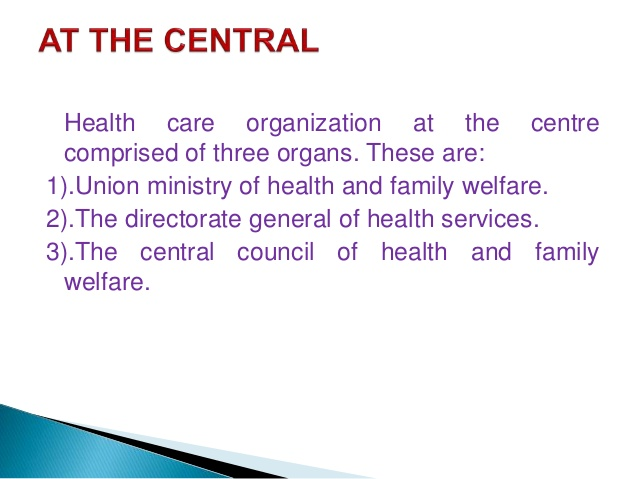 AT THE CENTRAL
Health care organization at the centre
comprised of three organs. These are:
1).Union ministry of health and family welfare.
2).The directorate general of health services.
3).The central council of health and family
welfare.